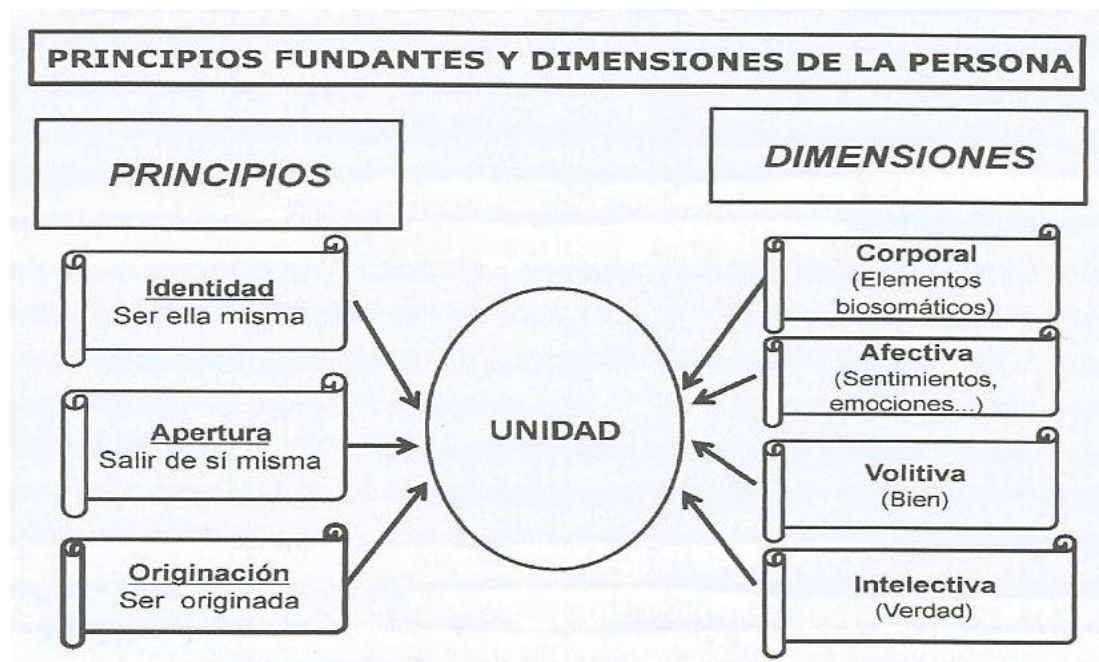 PRINCIPIOS FUNDANTES Y DIMENSIONES DE LA PERSONA
PRINCIPIOS
Identidad
Ser ella misma
Apertura
Salir de sí misma
Originación
Ser originada
UNIDAD
DIMENSIONES
Corporal
(Elementos
biosomáticos)
Afectiva
(Sentimientos,
emociones...)
Volitiva
(Bien)
Intelectiva
(Verdad)